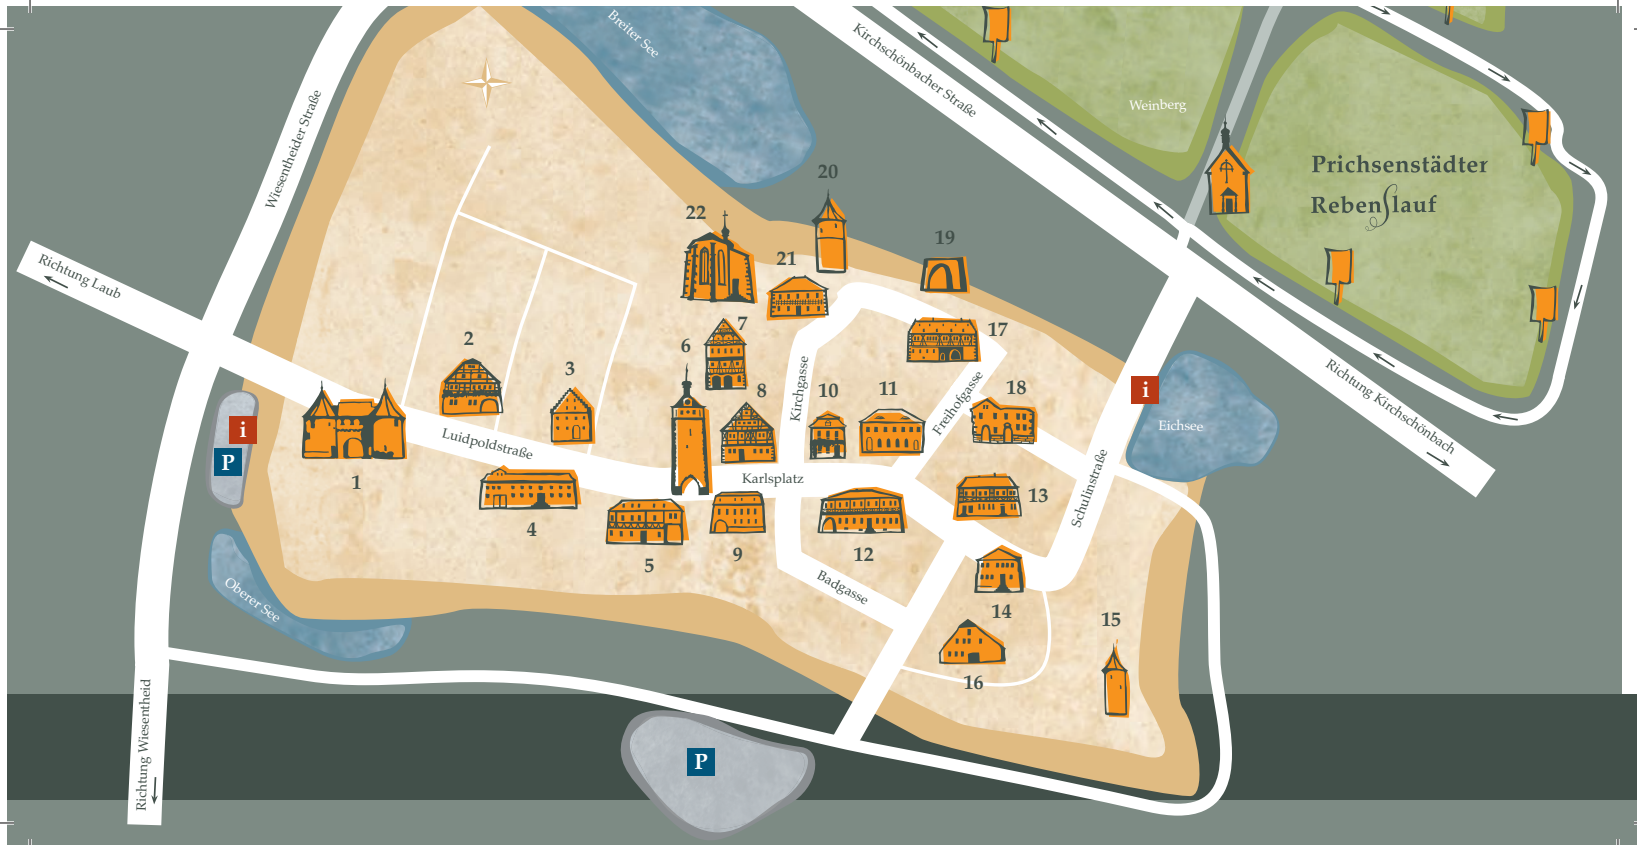 Breiter See
Kirchschönbacher Straße
Weinberg
Wiesentheider Straße
Prichsenstädter
Rebenslauf
20
22
19
21
Richtung Laub
7
17
2
6
3
Kirchgasse
Richtung Kirchschönbach
8
10
11
Freihofgasse
18
i
i
P
Eichsee
Luidpoldstraße
1
Karlsplatz
Schulinstraße
13
4
5
9
12
Badgasse
Oberer See
14
15
16
Richtung Wiesentheid
P